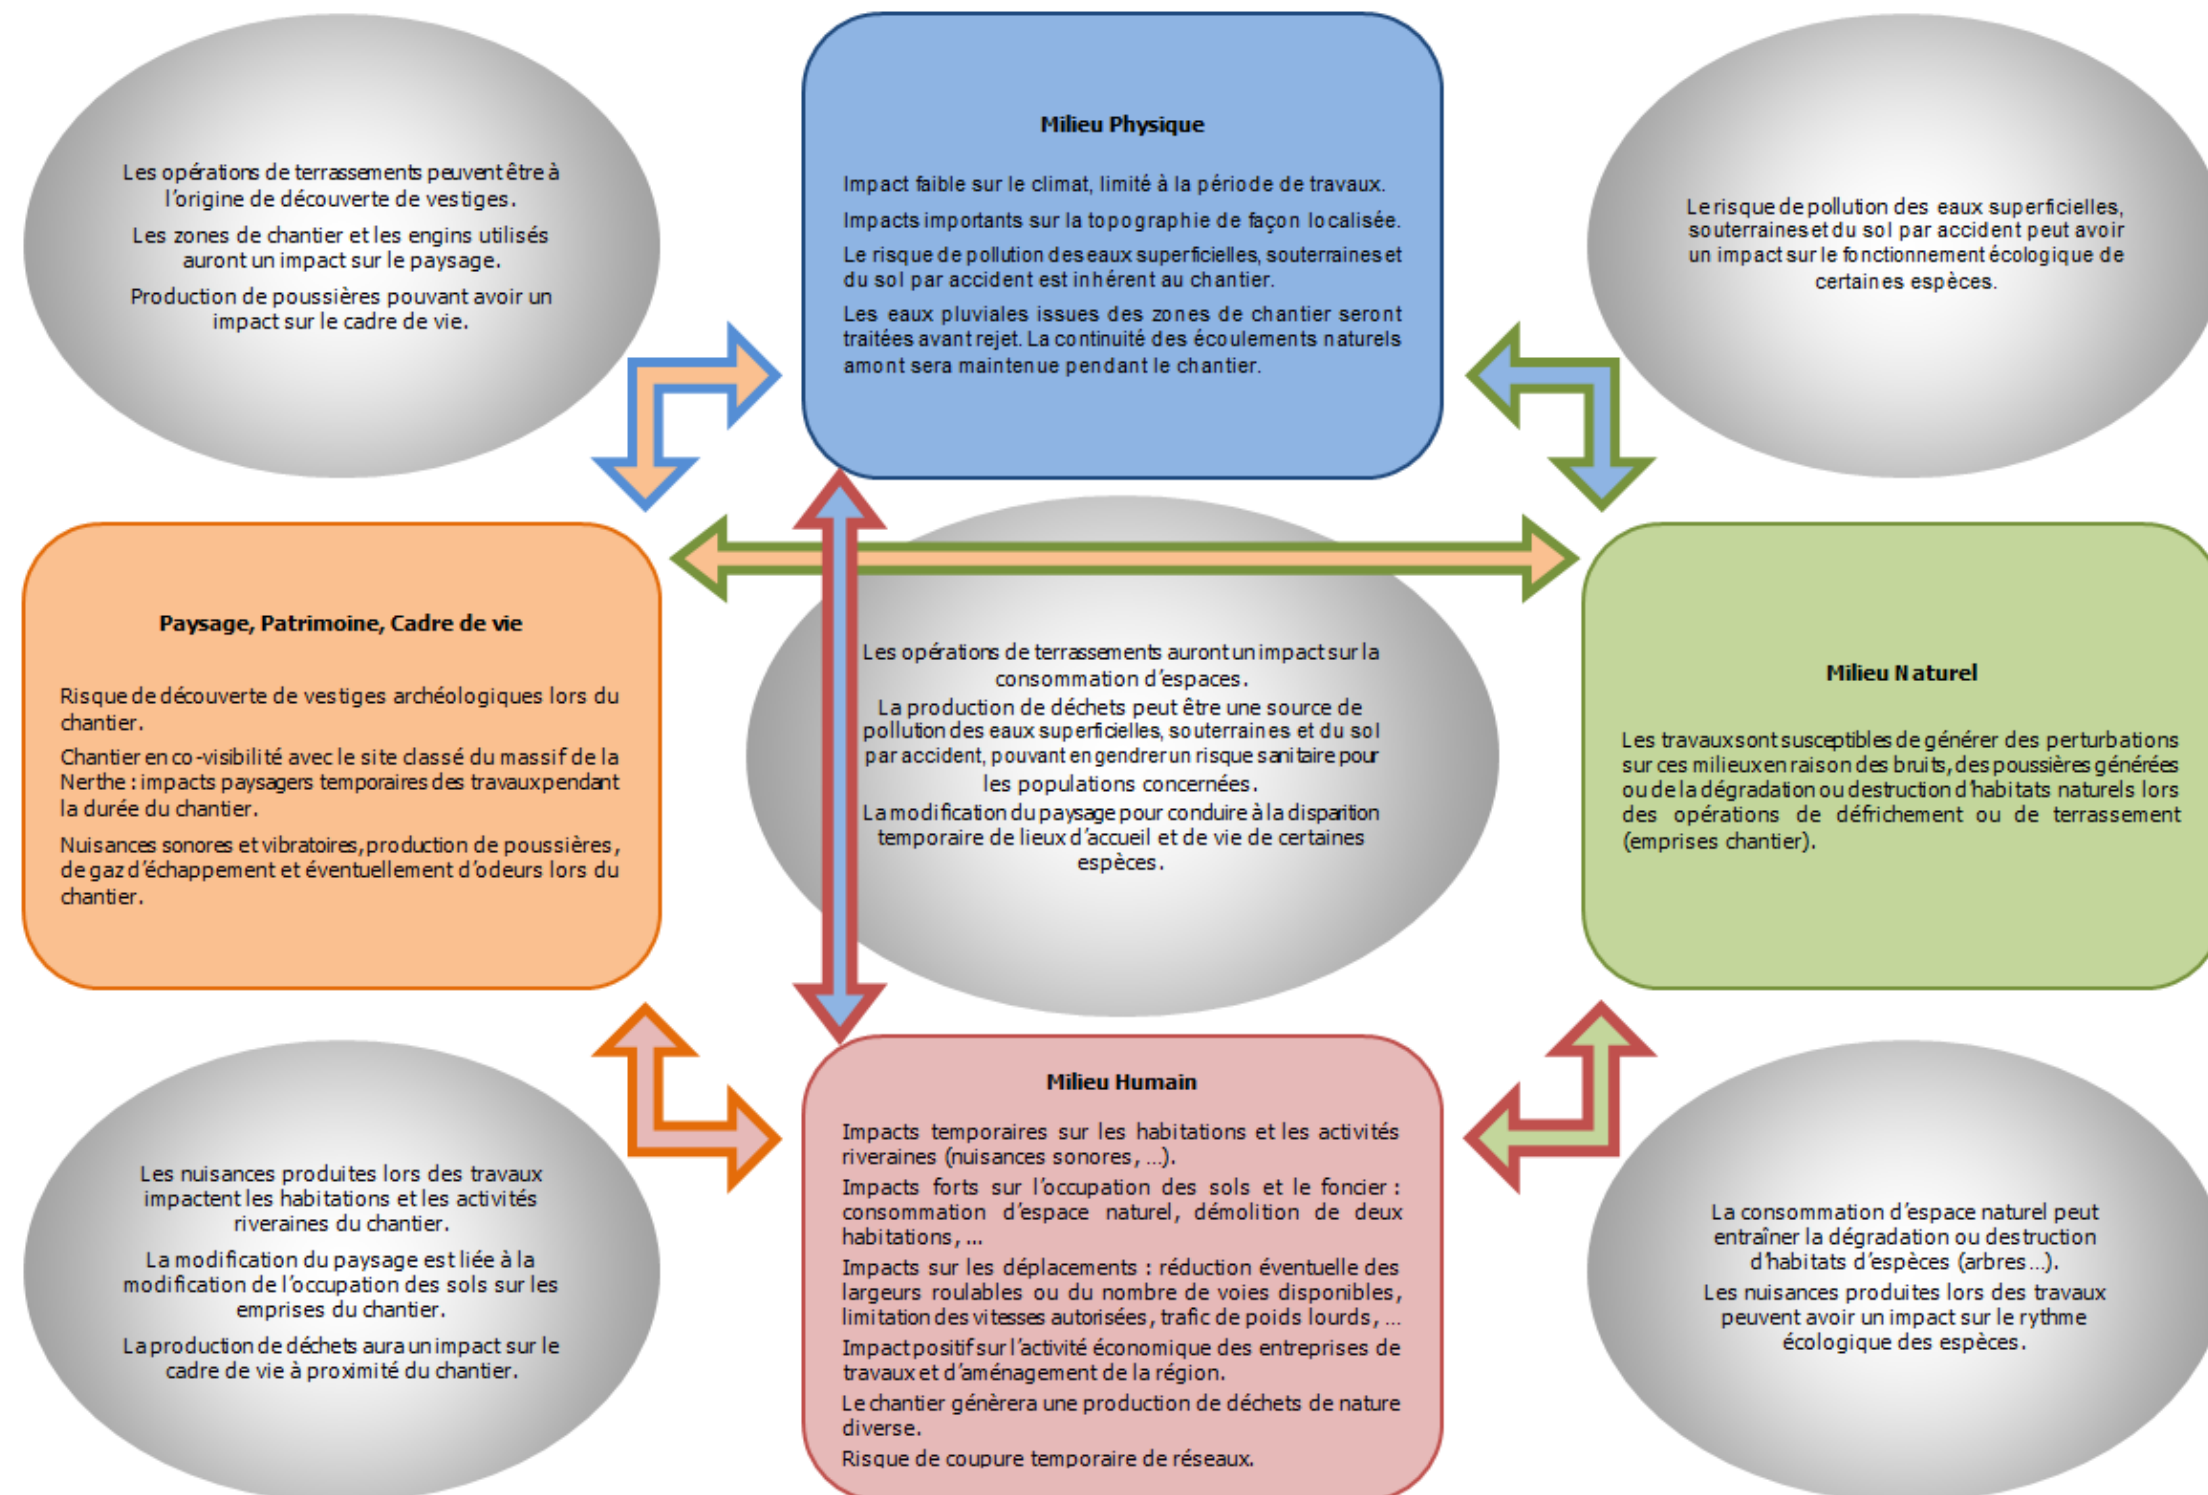 Les opérations de terrassements peuvent être à
l'origine de découverte de vestiges.
Les zones de chantier et les engins utilisés
auront un impact sur le paysage.
Production de poussières pouvant avoir un
impact sur le cadre de vie.
Milieu Physique
Impact faible sur le climat, limité à la période de travaux.
Impacts importants sur la topographie de façon localisée.
Le risque de pollution des eaux superficielles, souterraines et
du sol par accident est inhérent au chantier.
Les eaux pluviales issues des zones de chantier seront
traitées avant rejet. La continuité des écoulements naturels
amont sera maintenue pendant le chantier.
Le risque de pollution des eaux superficielles,
souterraines et du sol par accident peut avoir
un impact sur le fonctionnement écologique de
certaines espèces.
Paysage, Patrimoine, Cadre de vie
Risque de découverte de vestiges archéologiques lors du
chantier.
Chantier en co-visibilité avec le site classé du massif de la
Nerthe : impacts paysagers temporaires des travaux pendant
la durée du chantier.
Nuisances sonores et vibratoires, production de poussières,
de gaz d'échappement et éventuellement d'odeurs lors du
chantier.
Les opérations de terrassements auront un impact sur la
consommation d'espaces.
La production de déchets peut être une source de
pollution des eaux superficielles, souterraines et du sol
par accident, pouvant engendrer un risque sanitaire pour
les populations concernées.
La modification du paysage pour conduire à la disparition
temporaire de lieux d'accueil et de vie de certaines
espèces.
Milieu Naturel
Les travaux sont susceptibles de générer des perturbations
sur ces milieux en raison des bruits, des poussières générées
ou de la dégradation ou destruction d'habitats naturels lors
des opérations de défrichement ou de terrassement
(emprises chantier).
Les nuisances produites lors des travaux
impactent les habitations et les activités
riveraines du chantier.
La modification du paysage est liée à la
modification de l'occupation des sols sur les
emprises du chantier.
La production de déchets aura un impact sur le
cadre de vie à proximité du chantier.
Milieu Humain
Impacts temporaires sur les habitations et les activités
riveraines (nuisances sonores, ...).
Impacts forts sur l'occupation des sols et le foncier :
consommation d'espace naturel, démolition de deux
habitations, ...
Impacts sur les déplacements : réduction éventuelle des
largeurs roulables ou du nombre de voies disponibles,
limitation des vitesses autorisées, trafic de poids lourds, ...
Impact positif sur l'activité économique des entreprises de
travaux et d'aménagement de la région.
Le chantier génèrera une production de déchets de nature
diverse.
Risque de coupure temporaire de réseaux.
La consommation d'espace naturel peut
entraîner la dégradation ou destruction
d'habitats d'espèces (arbres...).
Les nuisances produites lors des travaux
peuvent avoir un impact sur le rythme
écologique des espèces.